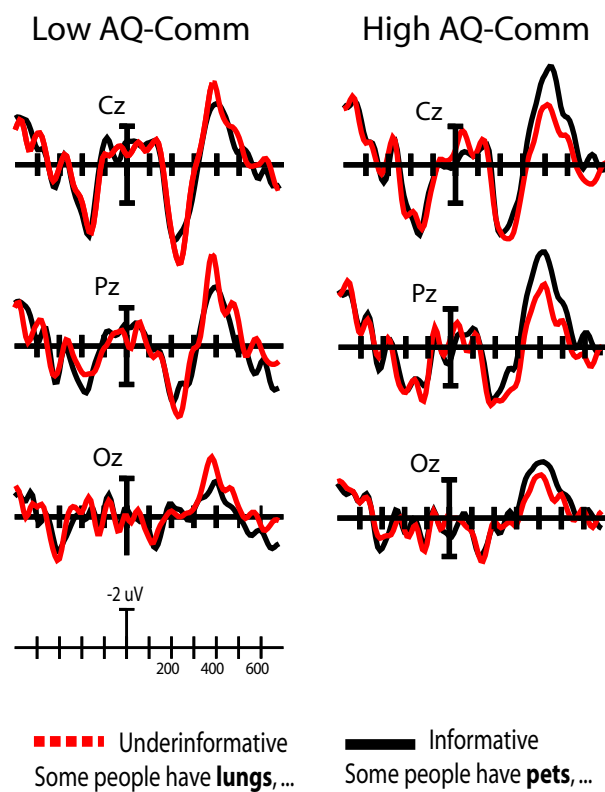 Low AQ-Comm
High AQ-Comm
Cz
Cz
Pz
Pz
Oz
Oz
-2 uV
200 400 600
Underinformative
Informative
Some people have lungs, ...
Some people have pets, ...